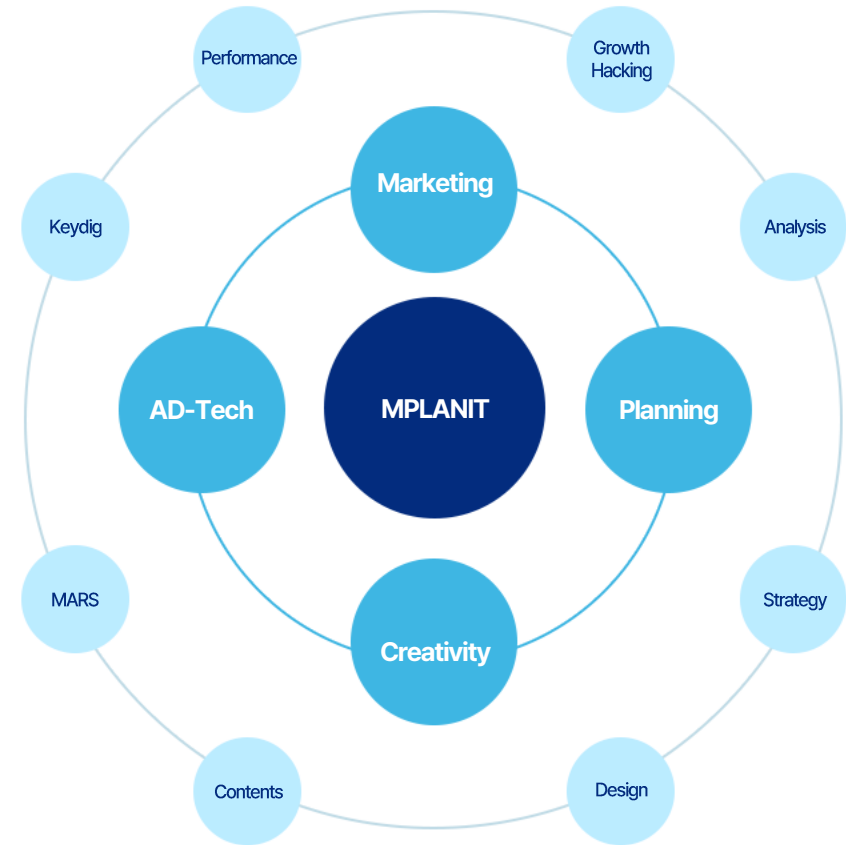 Performance
Growth
Hacking
Marketing
Keydig
Analysis
AD-Tech
MPLANIT
Planning
MARS
Strategy
Creativity
Contents
Design